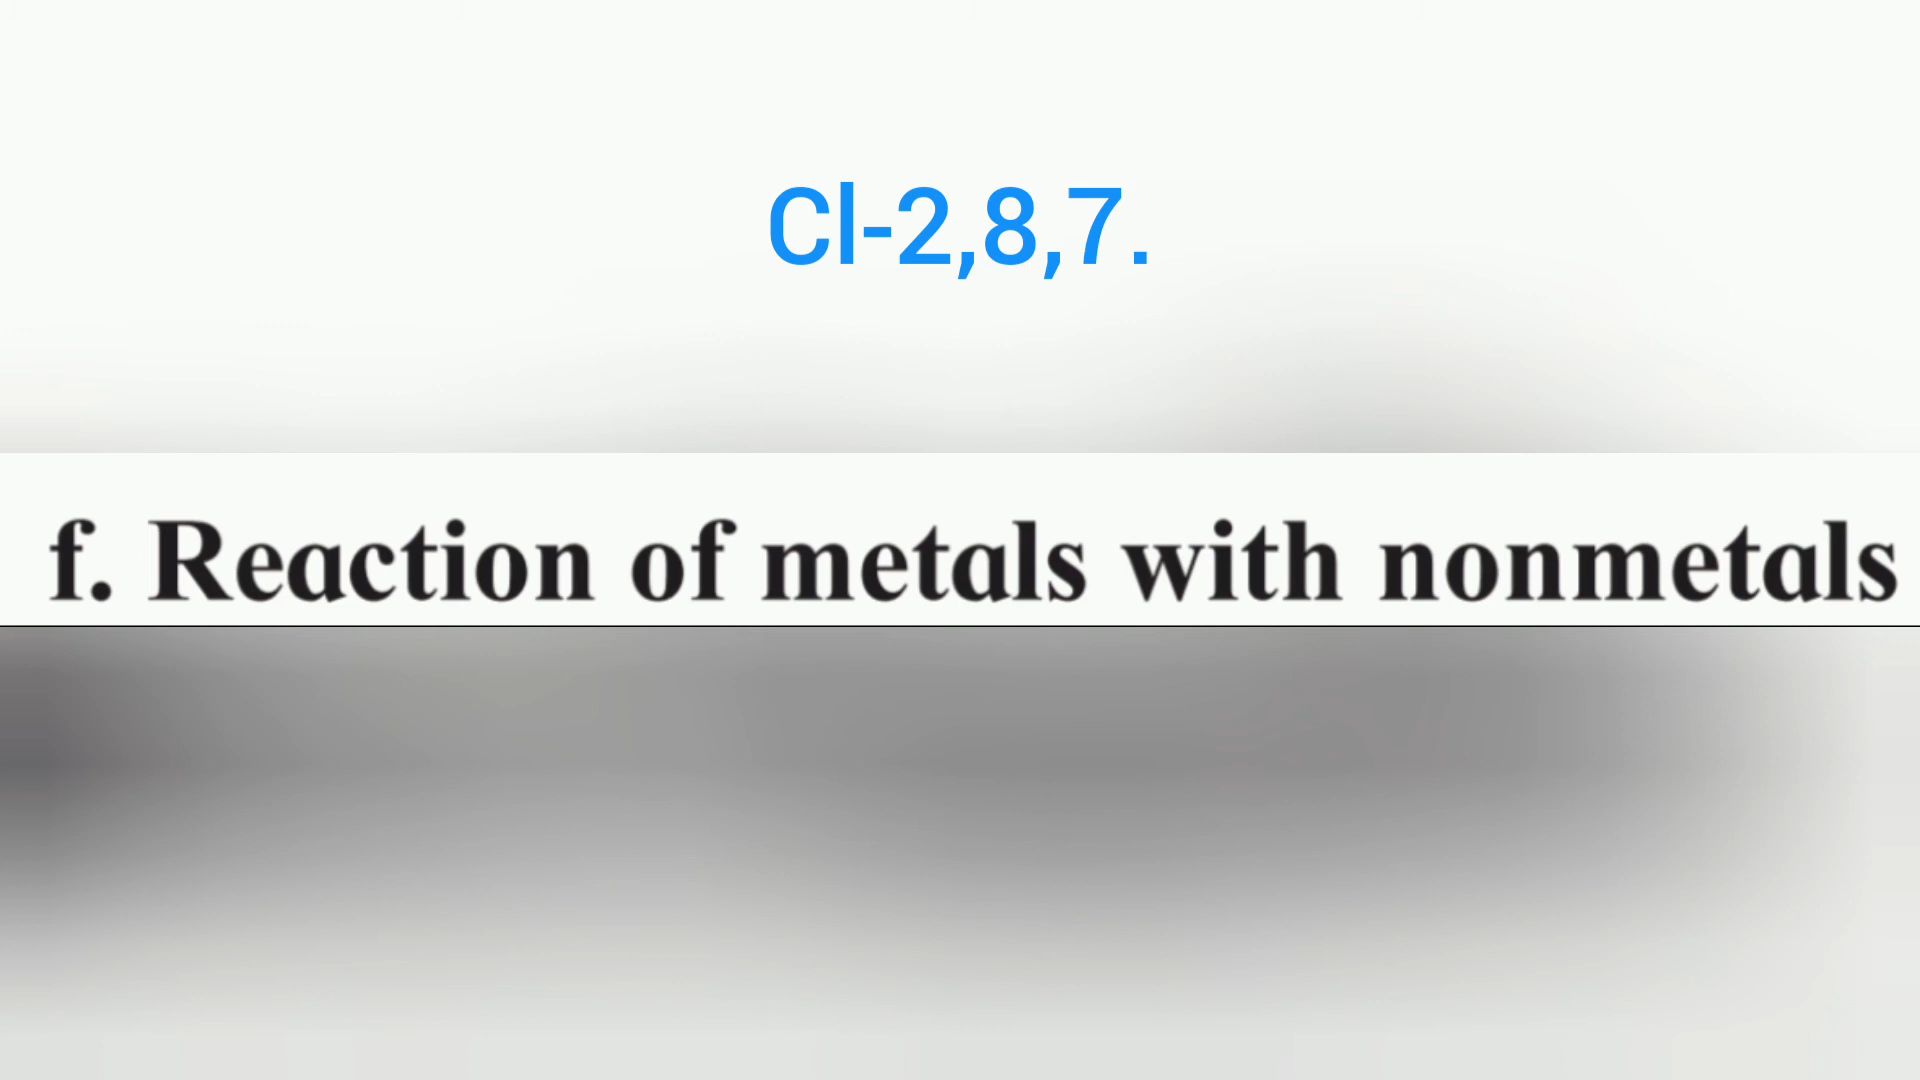 Cl-2,8,7.
f. Reaction of metals with nonmetals